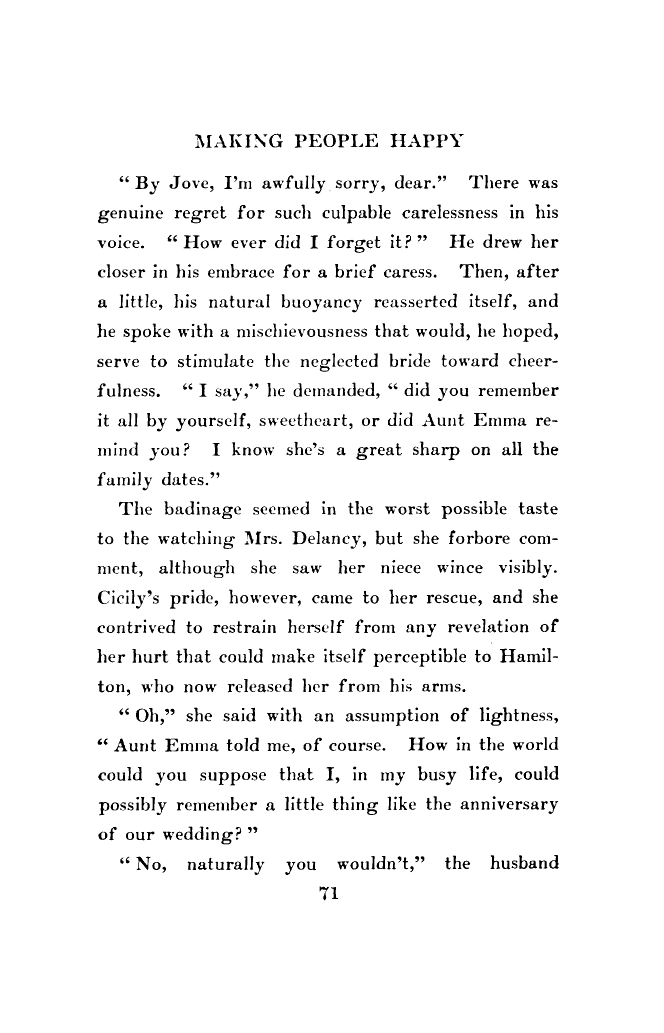 MAKING PEOPLE HAPPY
“ By Jove, I’m awfully sorry, dear.” There was
genuine regret for such culpable carelessness in his
voice. “ How ever did I forget it? ” He drew her
closer in his embrace for a brief caress. Then, after
a little, his natural buoyancy reasserted itself, and
he spoke with a mischievousness that would, he hoped,
serve to stimulate the neglected bride toward cheer-
fulness. “ I say,” he demanded, “ did you remember
it all by yourself, sweetheart, or did Aunt Emma re-
mind you? I know she’s a great sharp on all the
family dates.”
The badinage seemed in the worst possible taste
to the watching Mrs. Delancy, but she forbore com-
ment, although she saw her niece wince visibly.
Cicily’s pride, however, came to her rescue, and she
contrived to restrain herself from any revelation of
her hurt that could make itself perceptible to Hamil-
ton, who now released her from his arms.
“ Oh,” she said with an assumption of lightness,
“ Aunt Emma told me, of course. How in the world
could you suppose that I, in my busy life, could
possibly remember a little thing like the anniversary
of our wedding? ”
“ No, naturally you wouldn’t,” the husband
71